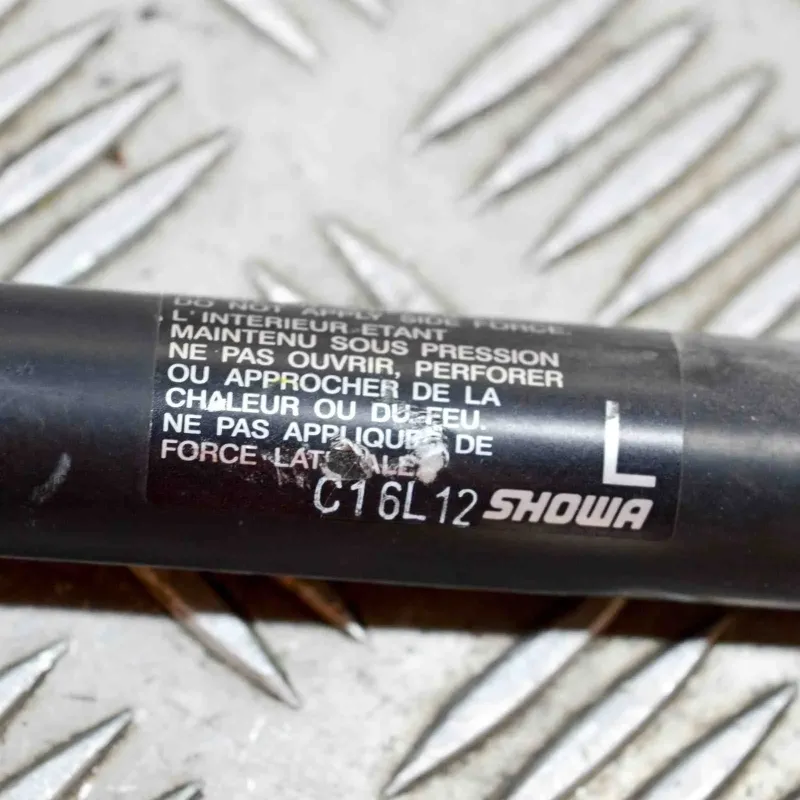 DO NOT APPLY SIDE FORCE.
L'INTERIEUR ETANT
MAINTENU SOUS PRESSION
NE PAS OUVRIR, PERFORER
OU APPROCHER DE LA
CHALEUR OU DU FEU.
NE PAS APPLIQUER DE
FORCE LATERALE
L
C16L12 SHOWA